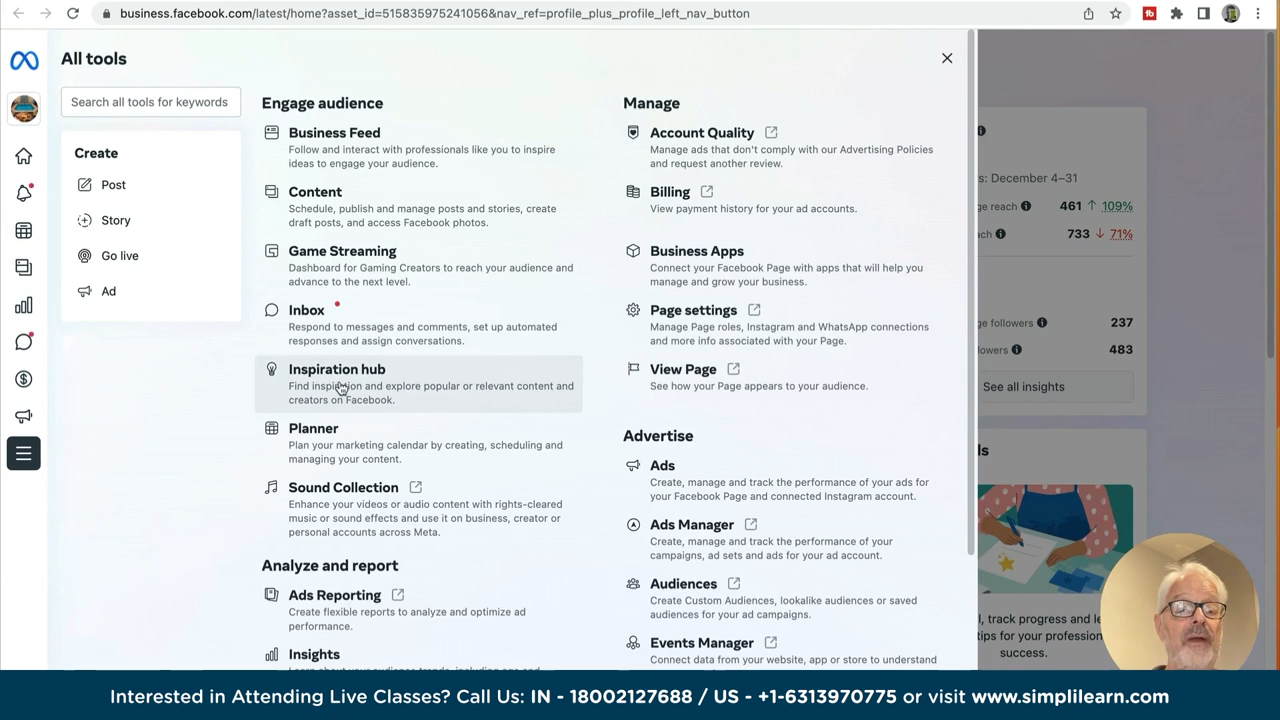 business.facebook.com/latest/home?asset_id=515835975241056&nav_ref=profile_plus_profile_left_nav_button
All tools
Search all tools for keywords
Create
Post
Story
Go live
Ad
Engage audience
Business Feed
Follow and interact with professionals like you to inspire
ideas to engage your audience.
Content
Schedule, publish and manage posts and stories, create
draft posts, and access Facebook photos.
Game Streaming
Dashboard for Gaming Creators to reach your audience and
advance to the next level.
Inbox
Respond to messages and comments, set up automated
responses and assign conversations.
Inspiration hub
Find inspiration and explore popular or relevant content and
creators on Facebook.
Planner
Plan your marketing calendar by creating, scheduling and
managing your content.
Sound Collection
Enhance your videos or audio content with rights-cleared
music or sound effects and use it on business, creator or
personal accounts across Meta.
Analyze and report
Ads Reporting
Create flexible reports to analyze and optimize ad
performance.
Insights
Manage
Account Quality
Manage ads that don't comply with our Advertising Policies
and request another review.
Billing
View payment history for your ad accounts.
Business Apps
Connect your Facebook Page with apps that will help you
manage and grow your business.
Page settings
Manage Page roles, Instagram and WhatsApp connections
and more info associated with your Page.
View Page
See how your Page appears to your audience.
Advertise
Ads
Create, manage and track the performance of your ads for
your Facebook Page and connected Instagram account.
Ads Manager
Create, manage and track the performance of your
campaigns, ad sets and ads for your ad account.
Audiences
Create Custom Audiences, lookalike audiences or saved
audiences for your ad campaigns.
Events Manager
Connect data from your website, app or store to understand
s: December 4–31
ge reach 461 109%
ch 733 71%
ge followers 237
owers 483
See all insights
ls
l, track progress and le
tips for your profession
success.
Interested in Attending Live Classes? Call Us: IN - 18002127688 / US - +1-6313970775 or visit www.simplilearn.com